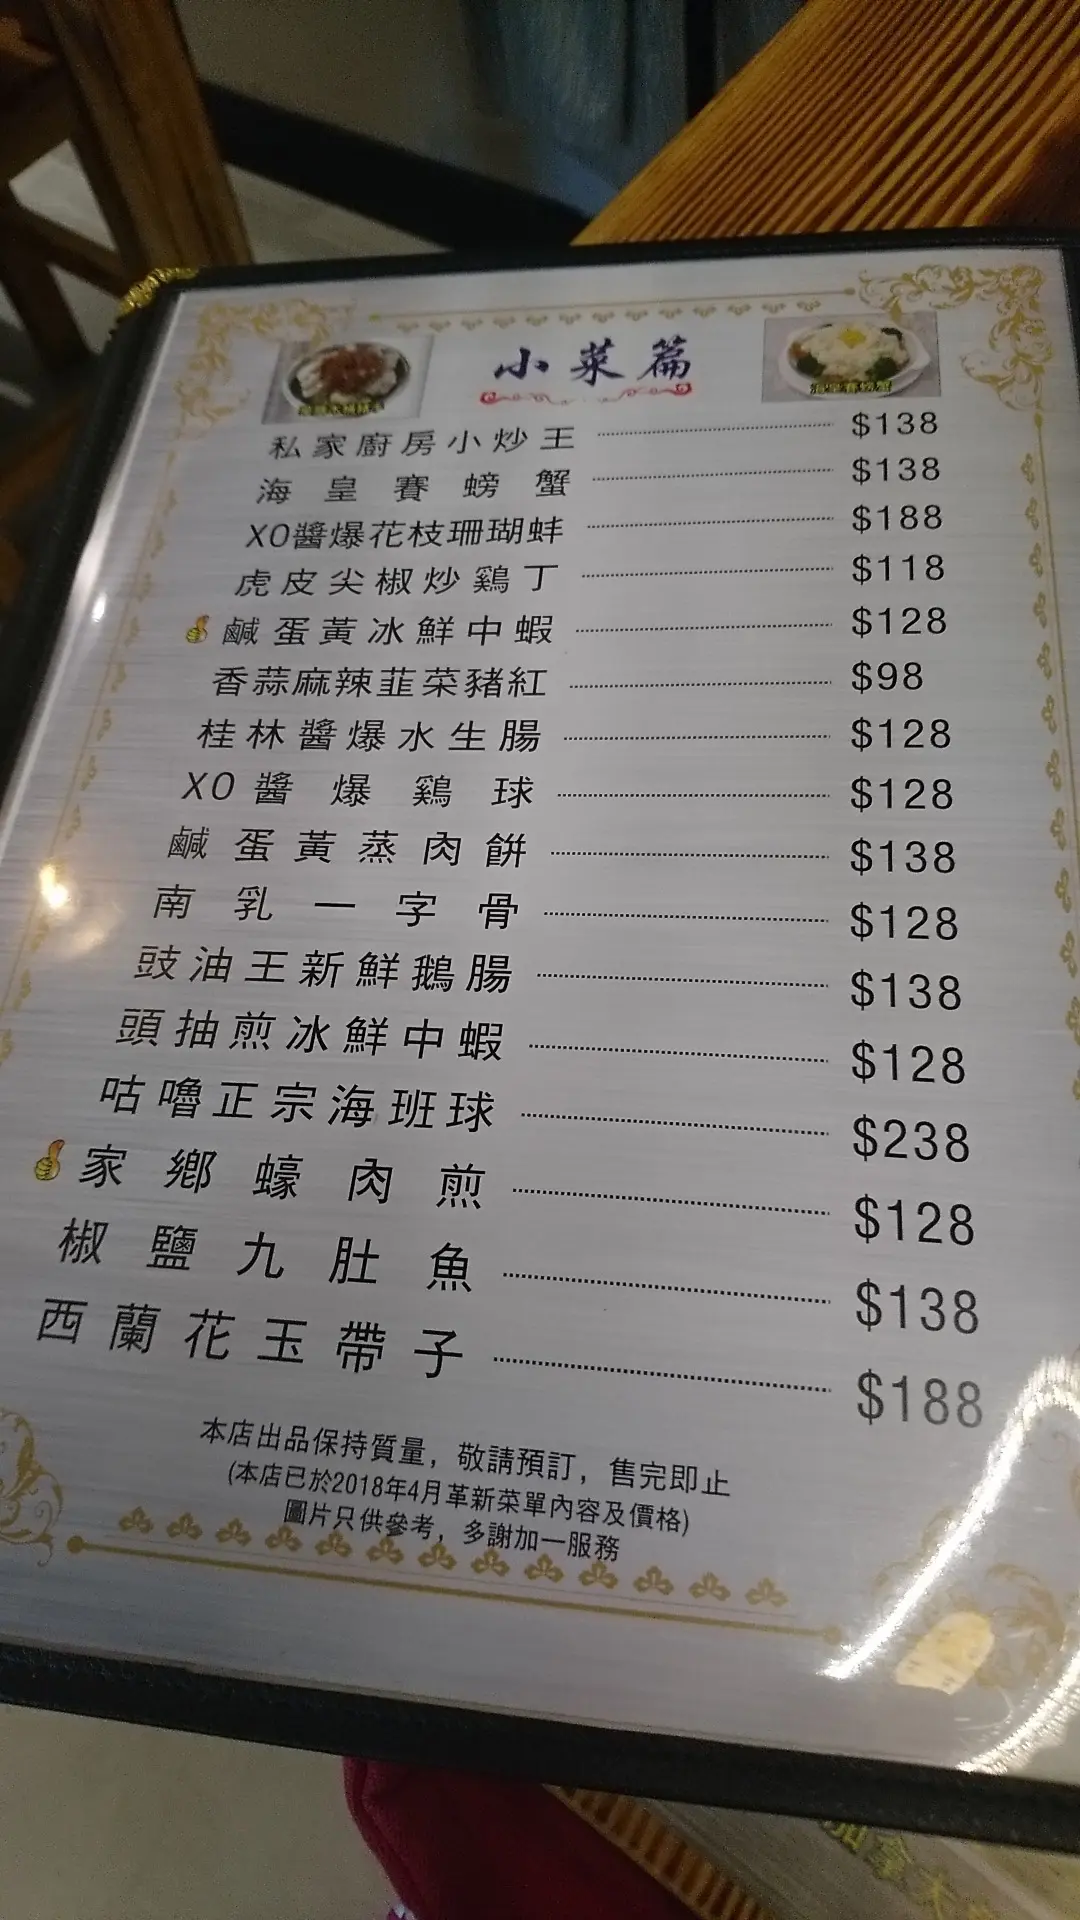 小菜篇
海皇賽螃蟹
私家廚房小炒王 $138
海皇賽螃蟹 $138
XO醬爆花枝珊瑚蚌 $188
虎皮尖椒炒鷄丁 $118
鹹蛋黃冰鮮中蝦 $128
香蒜麻辣韮菜豬紅 $98
桂林醬爆水生腸 $128
XO醬爆鷄球 $128
鹹蛋黃蒸肉餅 $138
南乳一字骨 $128
豉油王新鮮鵝腸 $138
頭抽煎冰鮮中蝦 $128
咕嚕正宗海班球 $238
家鄉蠔肉煎 $128
椒鹽九肚魚 $138
西蘭花玉帶子 $188
本店出品保持質量，敬請預訂，售完即止
(本店已於2018年4月革新菜單內容及價格)
圖片只供參考，多謝加一服務